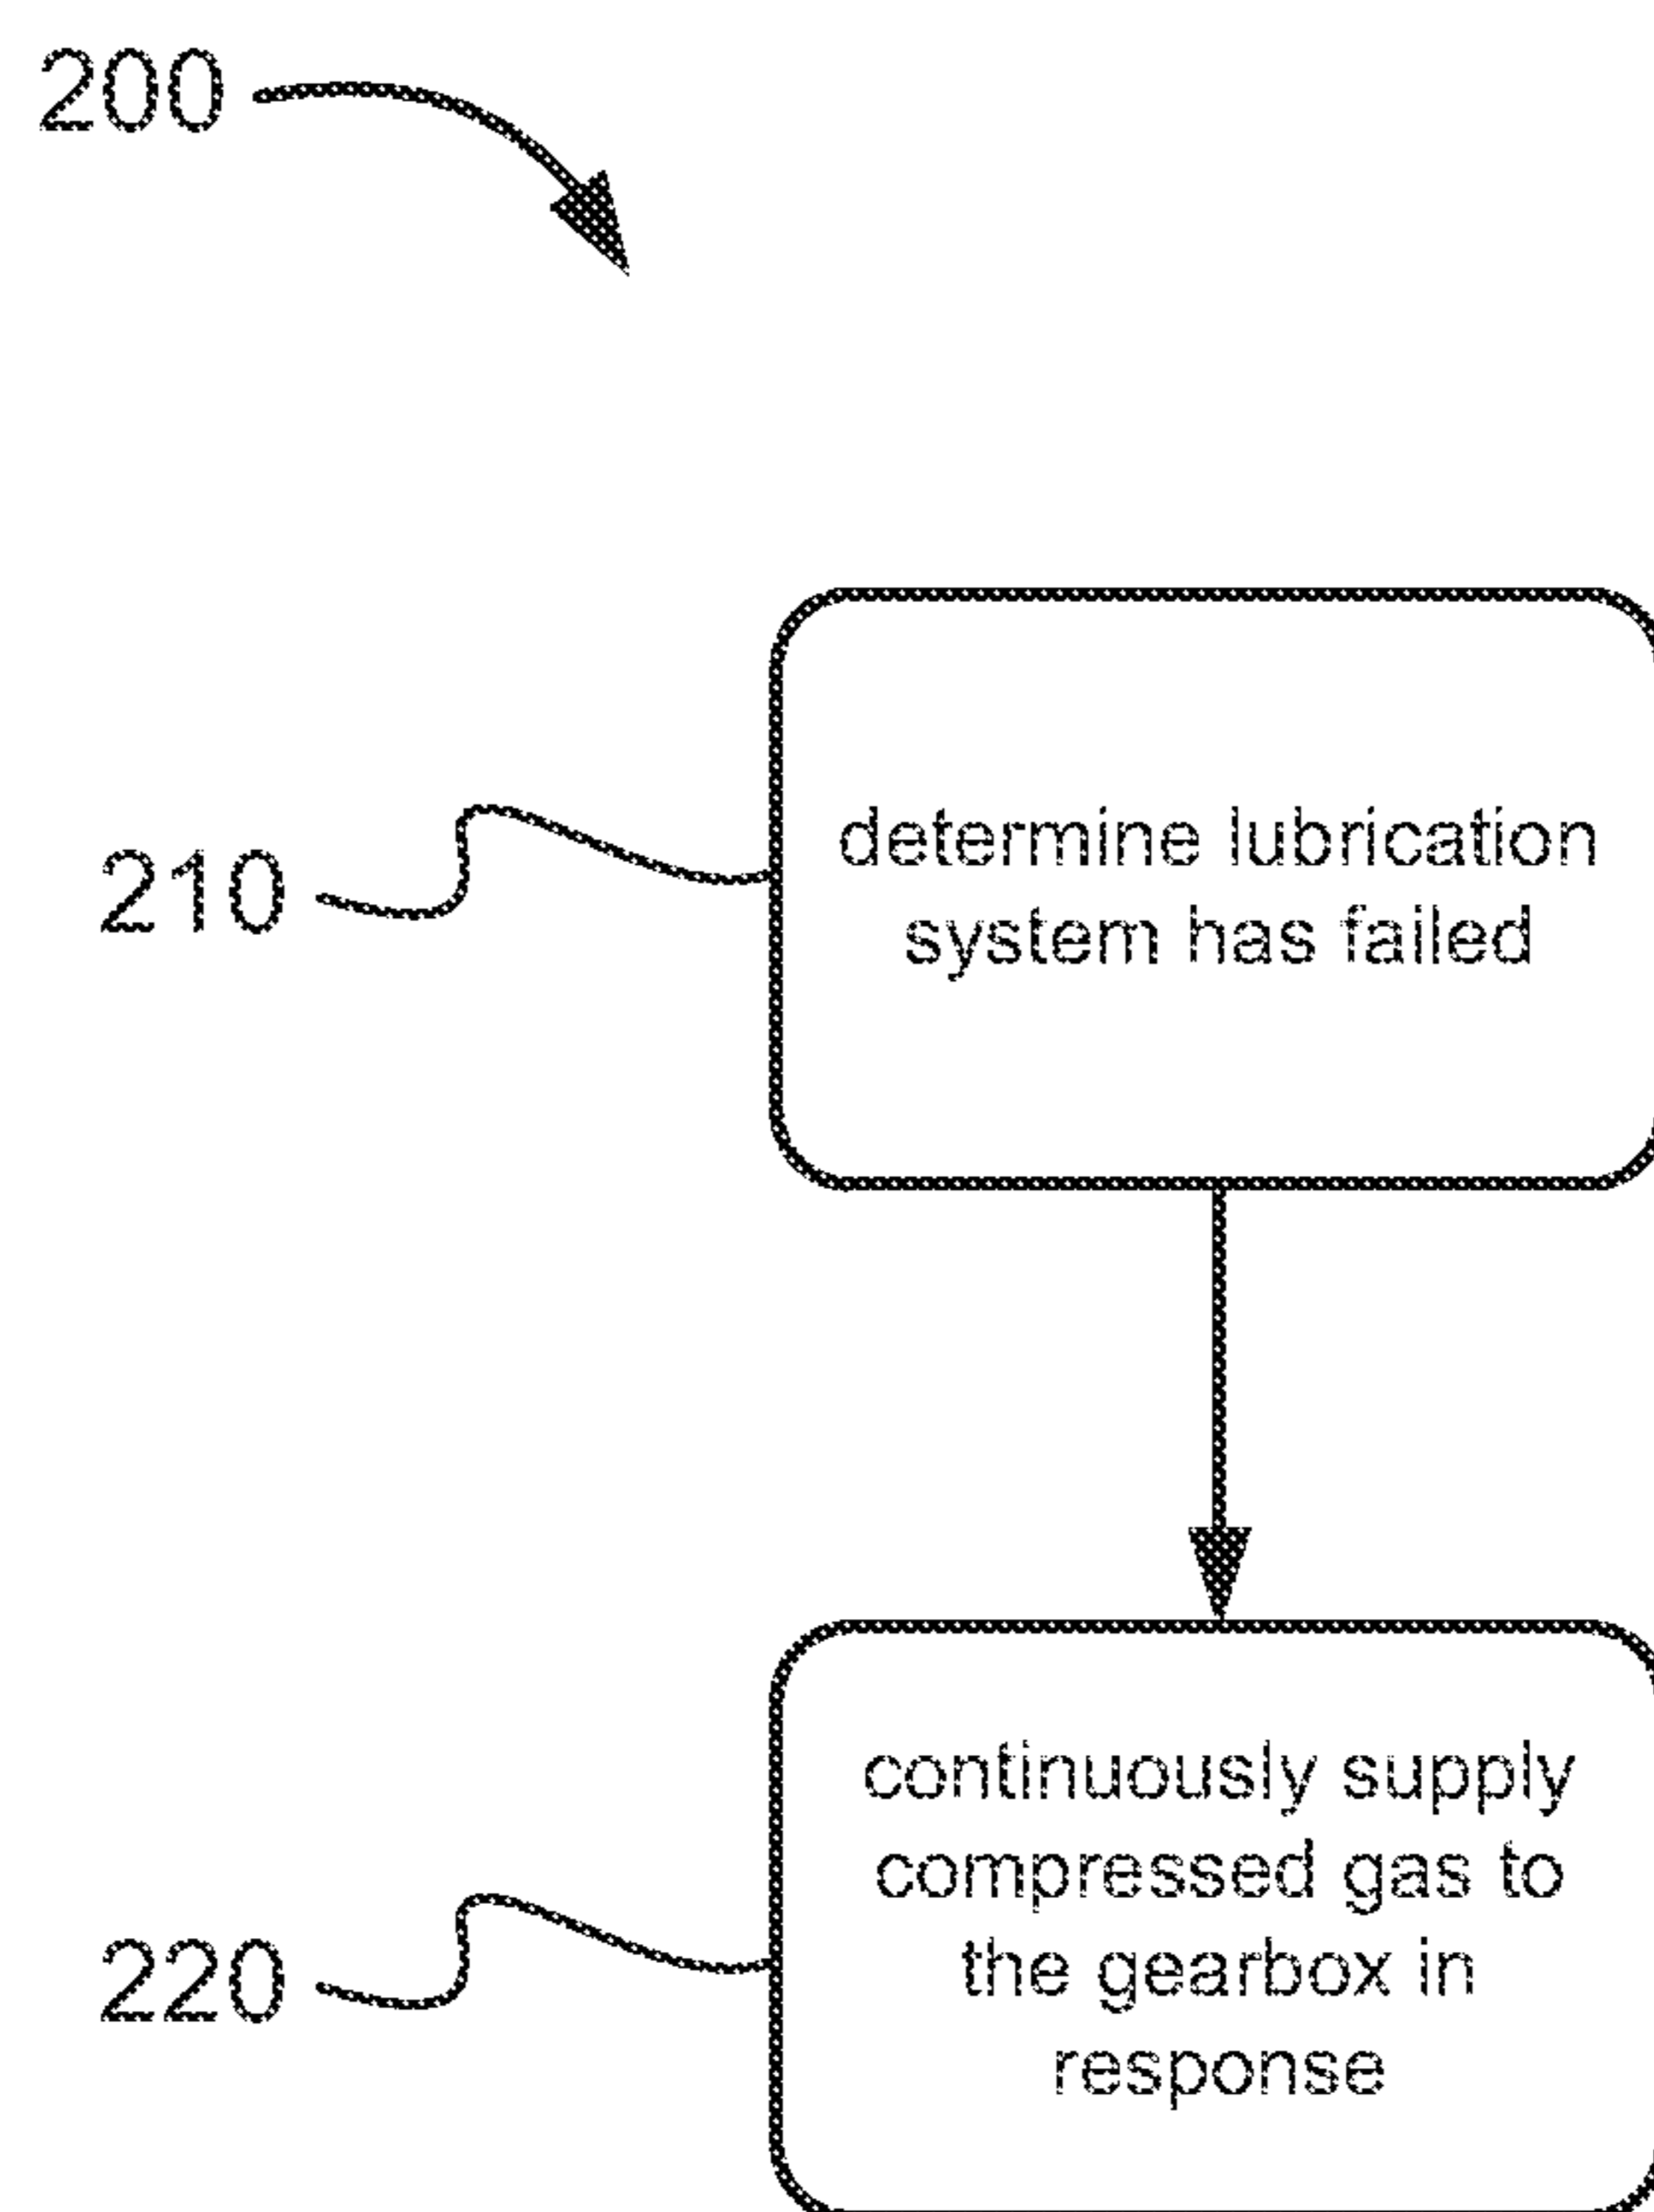 200
210
determine lubrication
system has failed
220
continuously supply
compressed gas to
the gearbox in
response